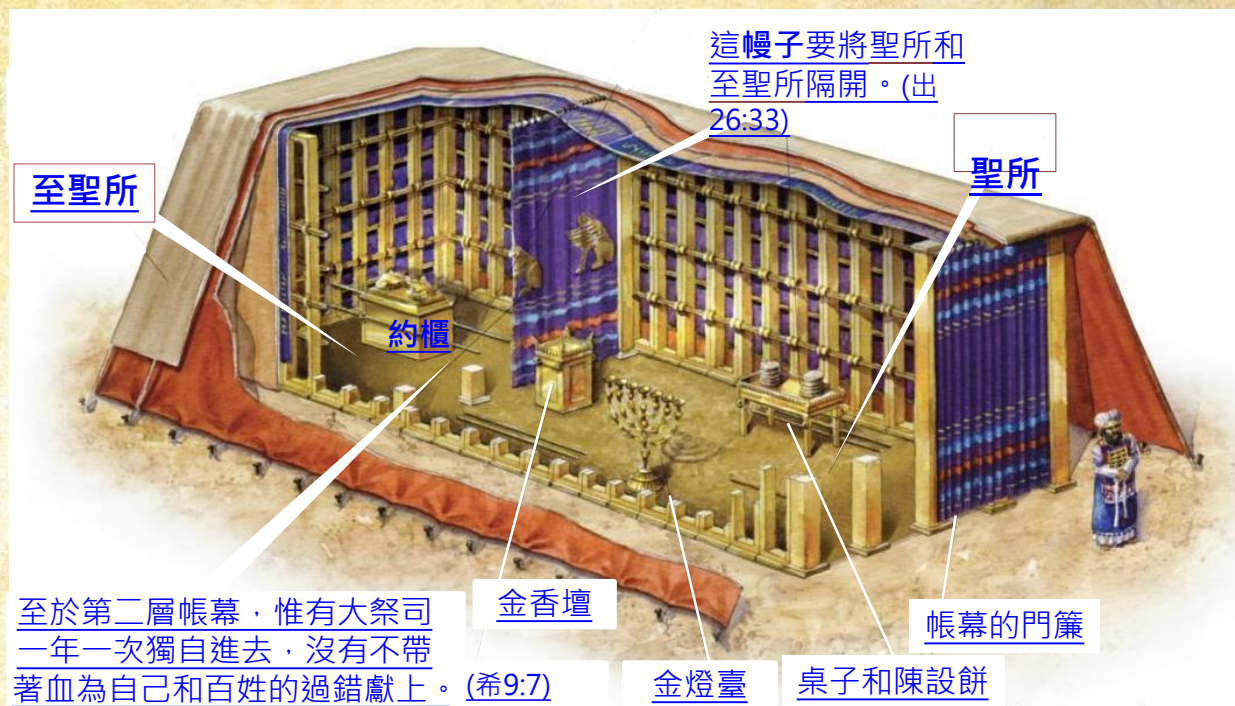 這幔子要將聖所和
至聖所隔開。(出
26:33)
聖所
至聖所
約櫃
至於第二層帳幕，惟有大祭司
一年一次獨自進去，沒有不帶
著血為自己和百姓的過錯獻上。(希9:7)
金香壇
金燈臺
桌子和陳設餅
帳幕的門簾